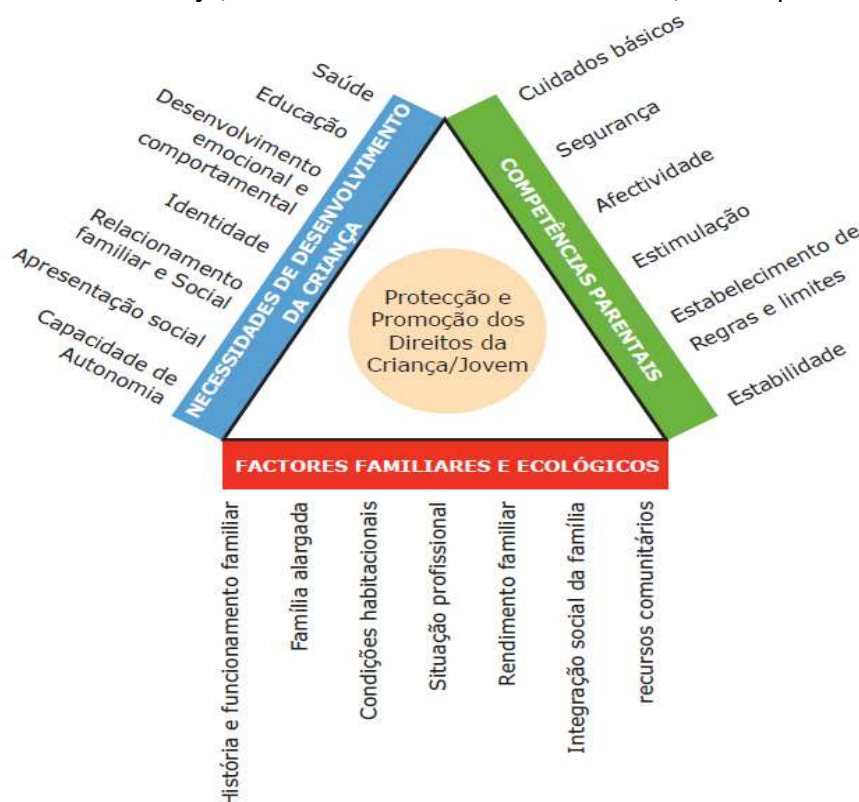 Saúde
Educação
Desenvolvimento
emocional e
comportamental
Identidade
Relacionamento
familiar e Social
Apresentação social
Capacidade de
Autonomia
NECESSIDADES DE DESENVOLVIMENTO
DA CRIANÇA
Cuidados básicos
Segurança
Afectividade
Estimulação
Estabelecimento de
Regras e limites
Estabilidade
COMPETÊNCIAS PARENTAIS
Protecção e
Promoção dos
Direitos da
Criança/Jovem
FACTORES FAMILIARES E ECOLÓGICOS
História e funcionamento familiar
Família alargada
Condições habitacionais
Situação profissional
Rendimento familiar
Integração social da família
recursos comunitários